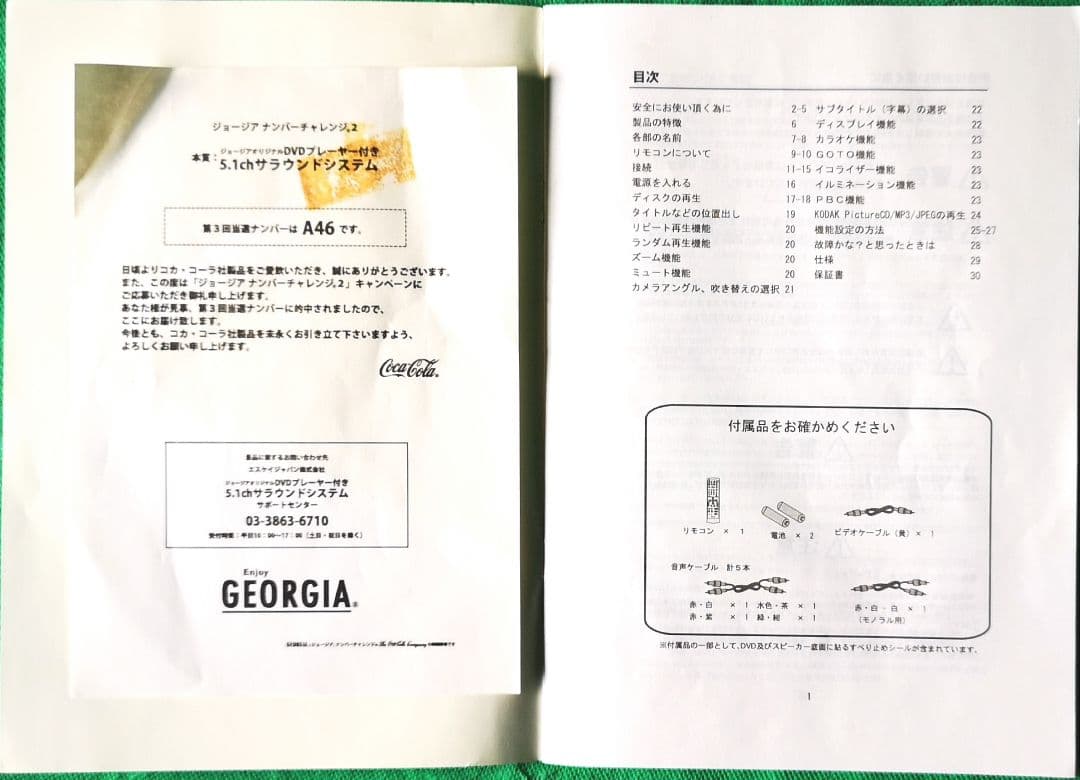 ジョージア ナンバーチャレンジ。2
本賞：ジョージアオリジナルDVDプレーヤー付き
5.1chサラウンドシステム
第3回当選ナンバーは A46 です。
日頃よりコカ・コーラ社製品をご愛飲いただき、誠にありがとうございます。
また、この度は「ジョージア ナンバーチャレンジ。2」キャンペーンに
ご応募いただき御礼申し上げます。
あなた様が見事、第3回当選ナンバーに的中されましたので、
ここにお届け致します。
今後とも、コカ・コーラ社製品を末永くお引き立て下さいますよう、
よろしくお願い申し上げます。
Coca-Cola®
賞品に関するお問い合わせ先
エスケイジャパン株式会社
ジョージアオリジナルDVDプレーヤー付き
5.1chサラウンドシステム
サポートセンター
03-3863-6710
受付時間：平日10：00〜17：00（土日・祝日を除く）
Enjoy
GEORGIA®
目次
安全にお使い頂く為に 2-5
製品の特徴 6
各部の名前 7-8
リモコンについて 9-10
接続 11-15
電源を入れる 16
ディスクの再生 17-18
タイトルなどの位置出し 19
リピート再生機能 20
ランダム再生機能 20
ズーム機能 20
ミュート機能 20
カメラアングル、吹き替えの選択 21
サブタイトル（字幕）の選択 22
ディスプレイ機能 22
カラオケ機能 23
GOTO機能 23
イコライザー機能 23
イルミネーション機能 23
PBC機能 23
KODAK PictureCD/MP3/JPEGの再生 24
機能設定の方法 25-27
故障かな？と思ったときは 28
仕様 29
保証書 30
付属品をお確かめください
リモコン × 1
電池 × 2
ビデオケーブル（黄）× 1
音声ケーブル 計5本
赤・白 × 1 水色・茶 × 1
赤・紫 × 1 緑・紺 × 1
赤・白－白 × 1
（モノラル用）
※付属品の一部として、DVD及びスピーカー底面に貼るすべり止めシールが含まれています。
1